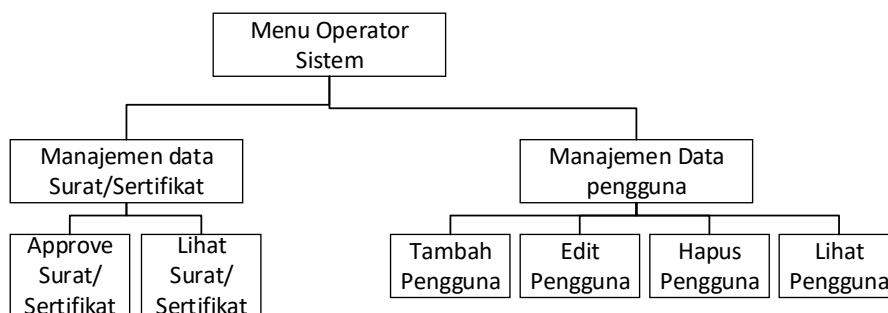 Menu Operator
Sistem
Manajemen data
Surat/Sertifikat
Manajemen Data
pengguna
Approve
Surat/
Sertifikat
Lihat
Surat/
Sertifikat
Tambah
Pengguna
Edit
Pengguna
Hapus
Pengguna
Lihat
Pengguna